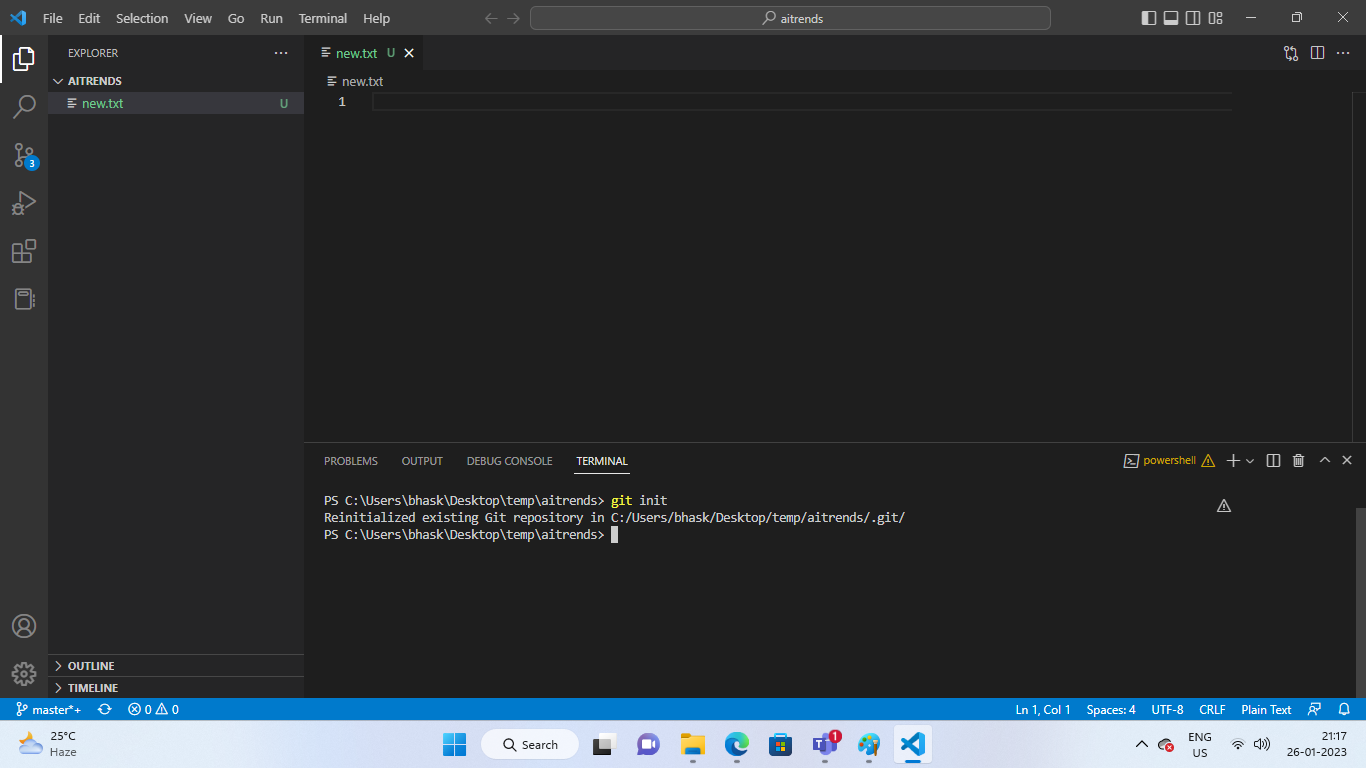 File Edit Selection View Go Run Terminal Help
aitrends
EXPLORER
AITRENDS
new.txt U
3
new.txt U
new.txt
1
PROBLEMS OUTPUT DEBUG CONSOLE TERMINAL
powershell
PS C:\Users\bhask\Desktop\temp\aitrends> git init
Reinitialized existing Git repository in C:/Users/bhask/Desktop/temp/aitrends/.git/
PS C:\Users\bhask\Desktop\temp\aitrends>
OUTLINE
TIMELINE
master*+ 0 0 Ln 1, Col 1 Spaces: 4 UTF-8 CRLF Plain Text
25°C
Haze
Search
1
ENG
US
21:17
26-01-2023